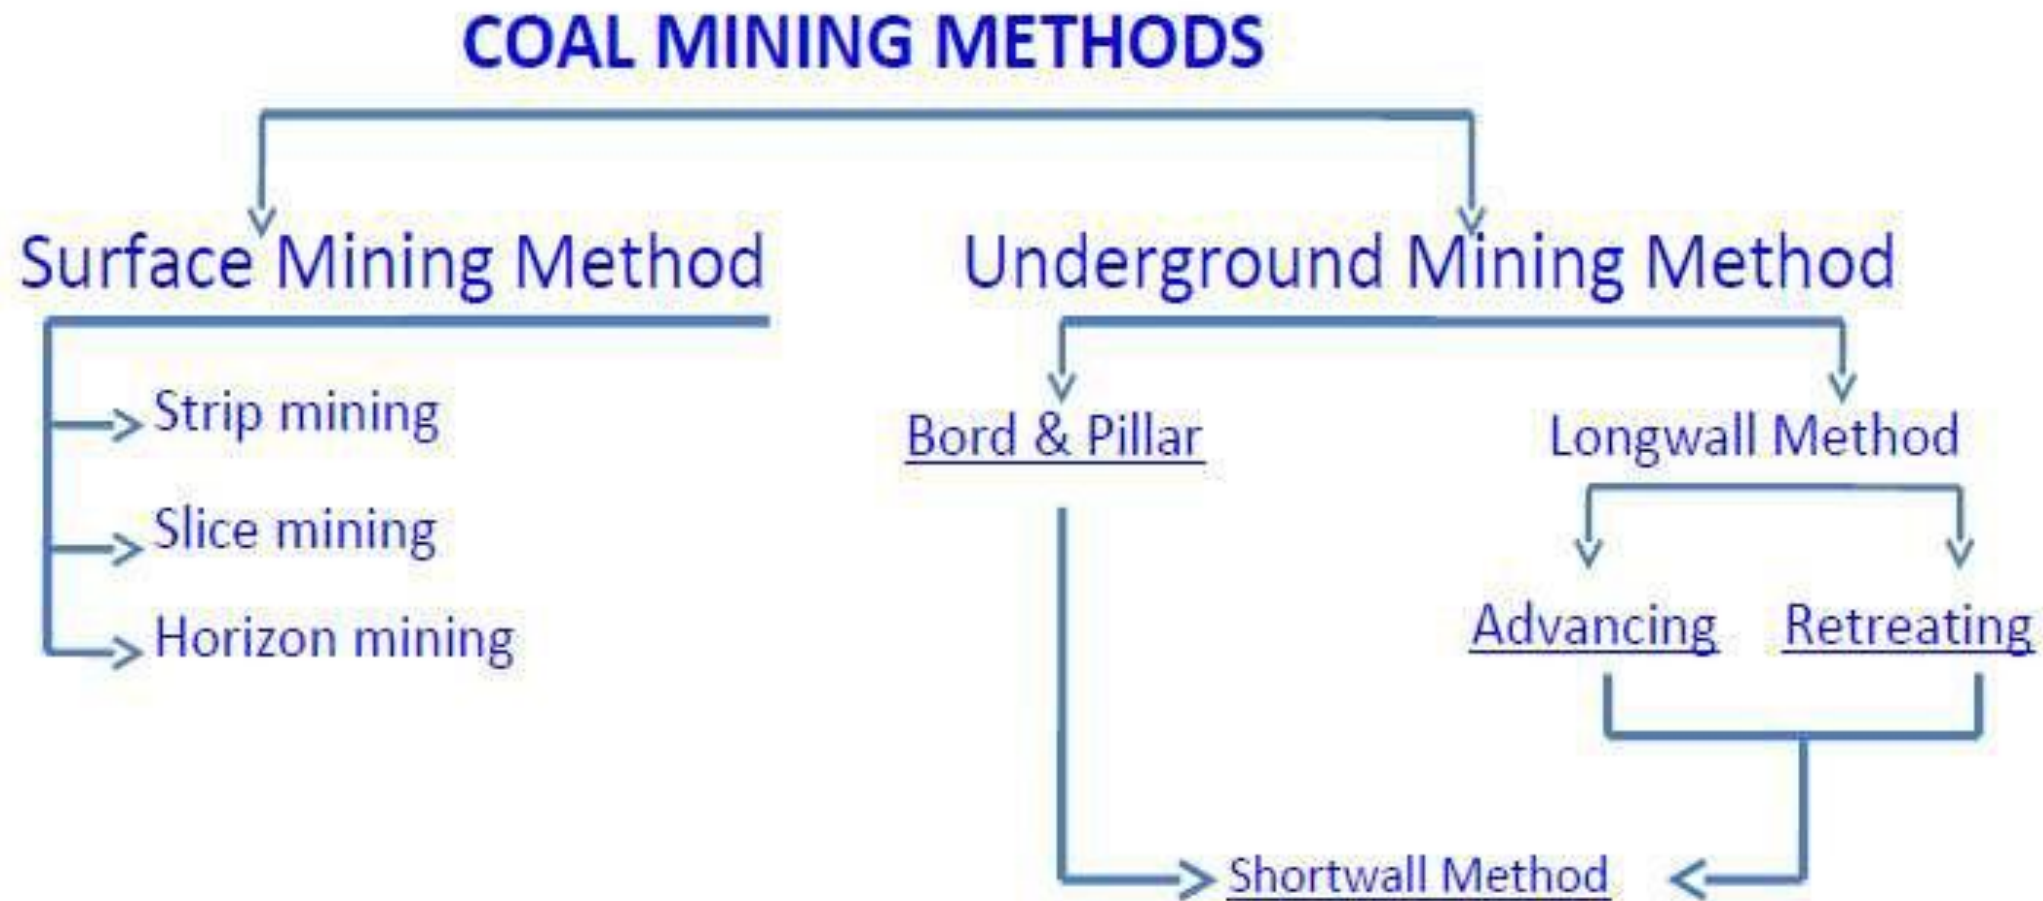 COAL MINING METHODS
Surface Mining Method
Underground Mining Method
Strip mining
Slice mining
Horizon mining
Bord & Pillar
Longwall Method
Advancing
Retreating
Shortwall Method